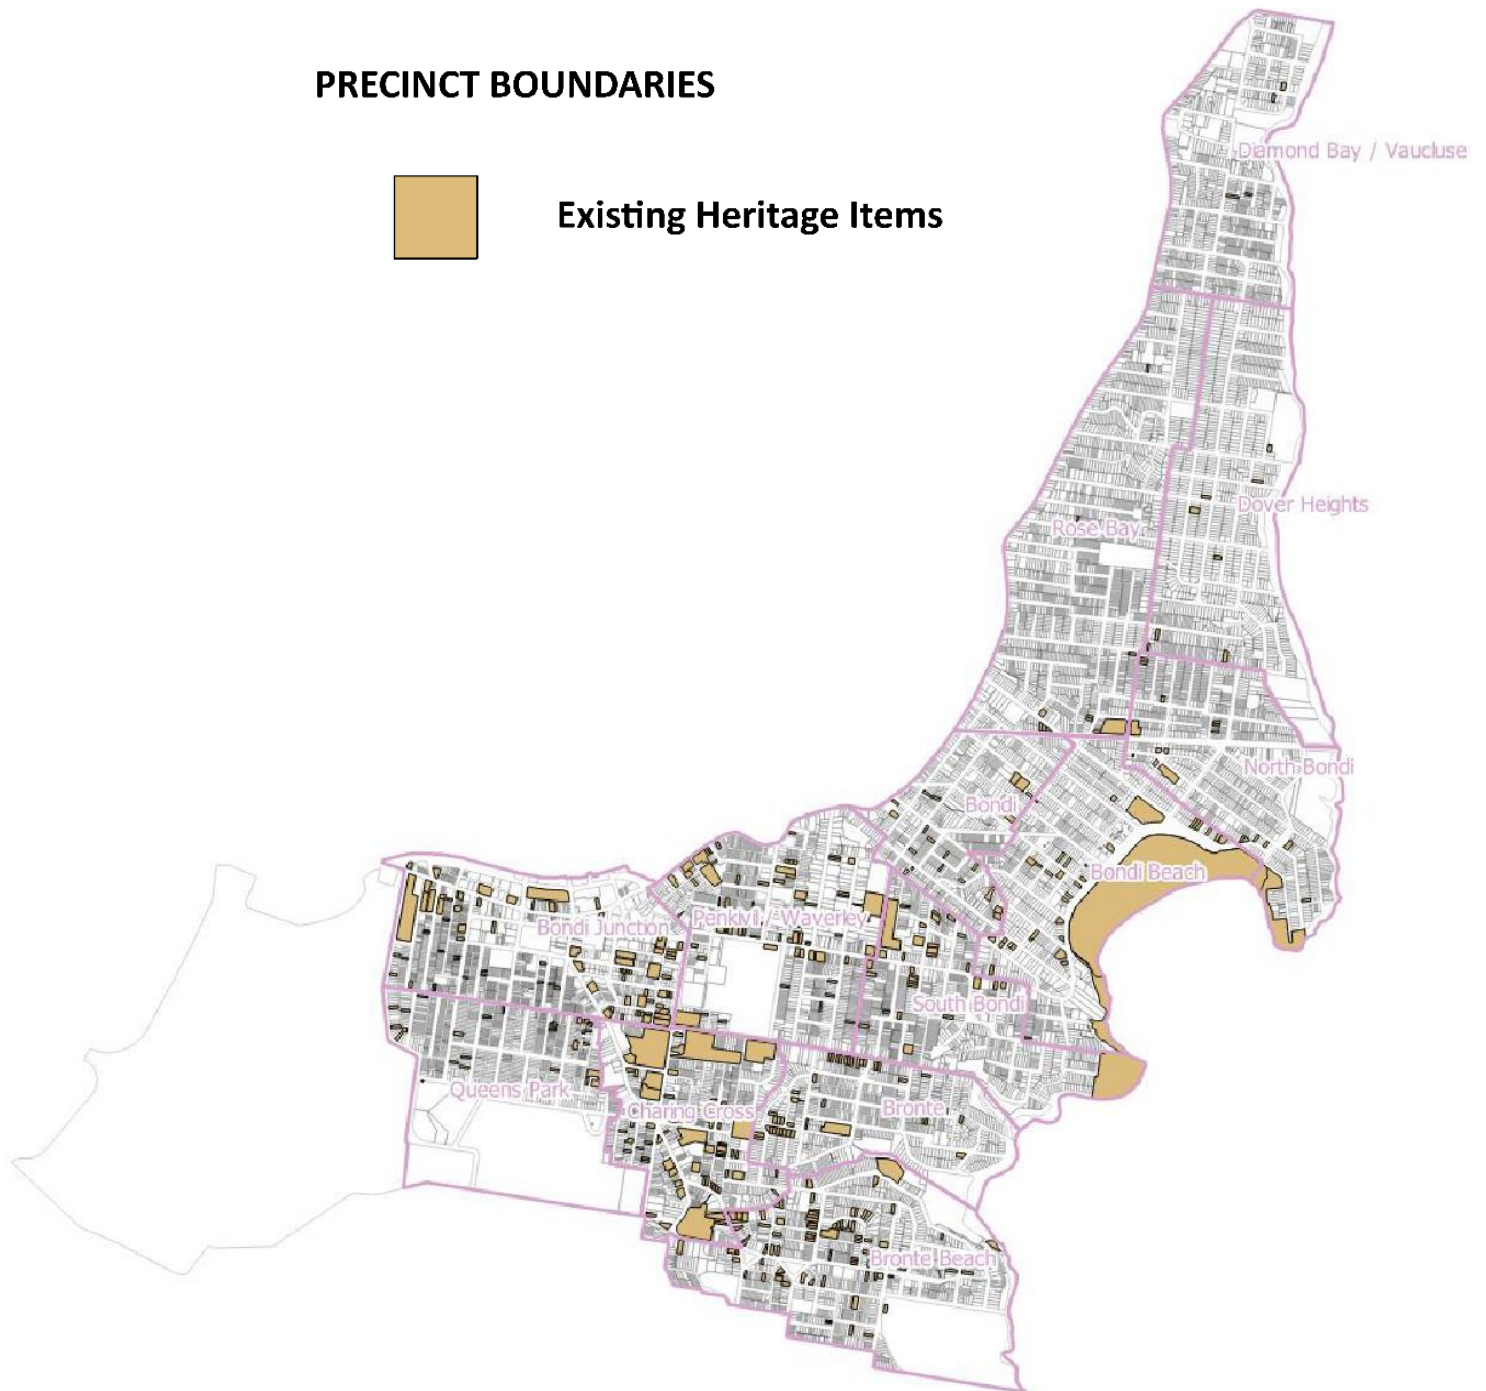 PRECINCT BOUNDARIES
Existing Heritage Items
Diamond Bay / Vaucluse
Dover Heights
Rose Bay
North Bondi
Bondi
Bondi Beach
Penkivil / Waverley
Bondi Junction
South Bondi
Queens Park
Charing Cross
Bronte
Bronte Beach